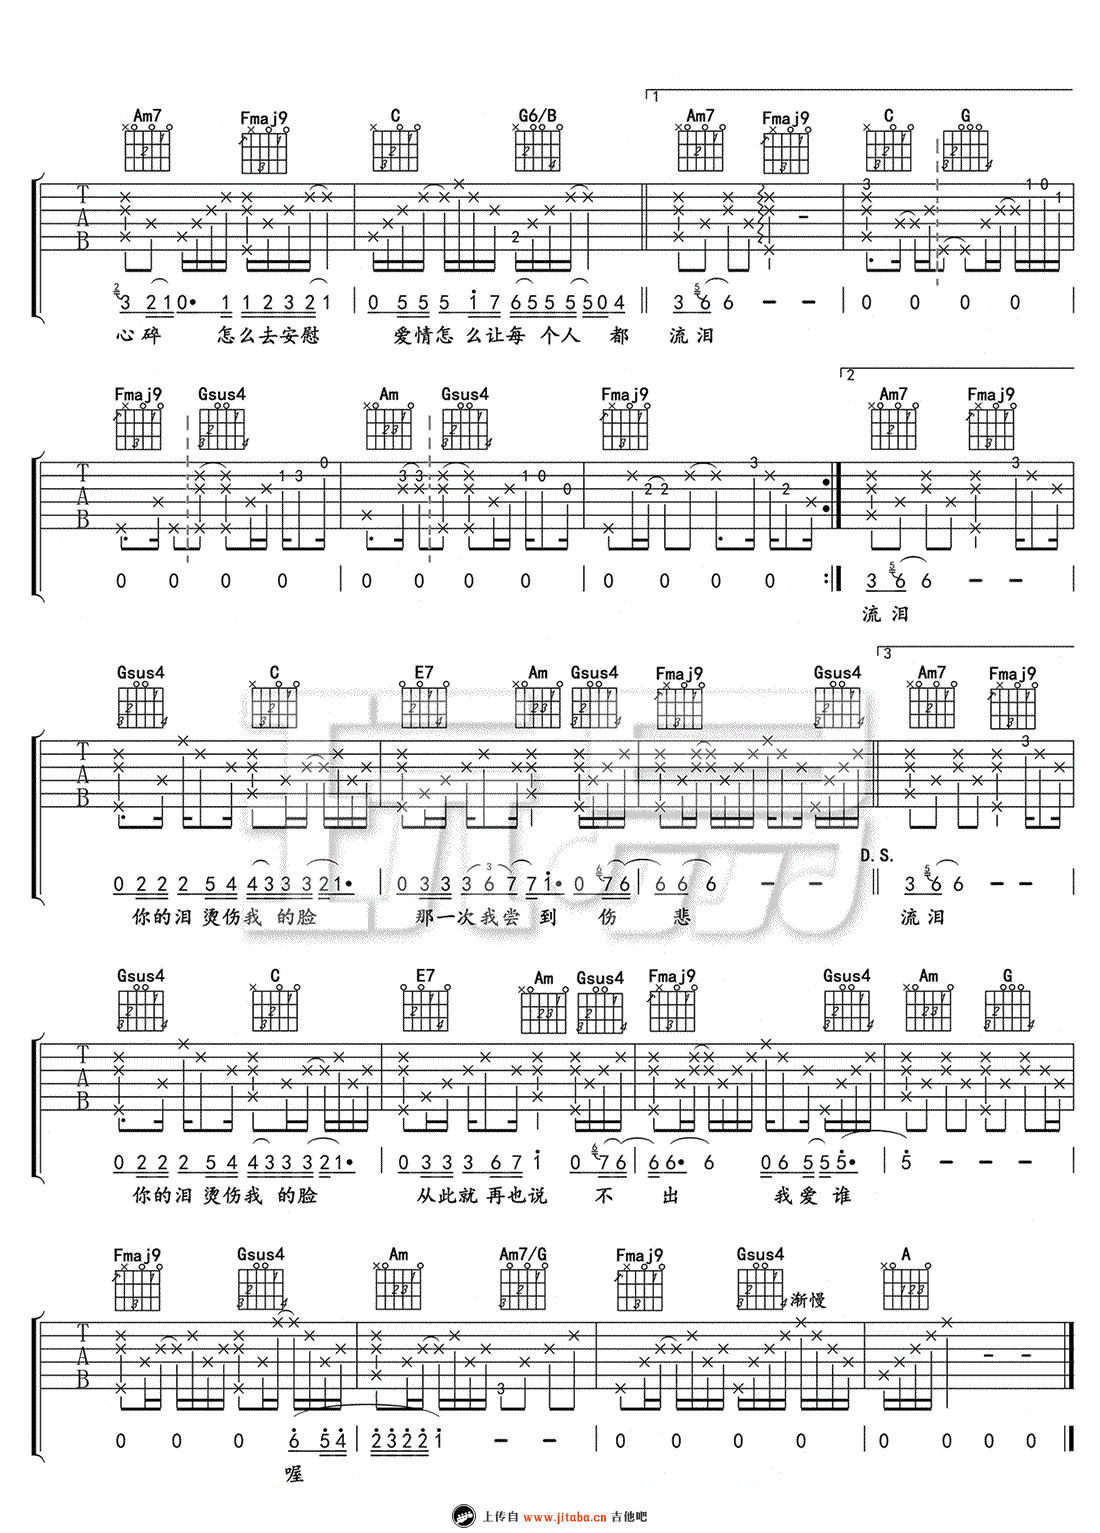 1
Am7 Fmaj9 C G6/B Am7 Fmaj9 C G
T A B
3 2 1 0• 1 1 2 3 2 1 | 0 5 5 5 1 7 6 5 5 5 5 0 4 || 3 5 6 6 – – | 0 0 0 0
心碎 怎么去安慰 爱情怎么让每个人都 流泪
2
Fmaj9 Gsus4 Am Gsus4 Fmaj9 Am7 Fmaj9
T A B
0 0 0 0 | 0 0 0 0 | 0 0 0 0 :| 3 5 6 6 – –
流泪
3
Gsus4 C E7 Am Gsus4 Fmaj9 Gsus4 Am7 Fmaj9
T A B
D.S.
0 2 2 2 5 4 4 3 3 3 2 1• | 0 3 3 3 6 7 7 1• 0 6 7 6 | 6 6 6 – – || 3 5 6 6 – –
你的泪 烫伤我 的脸 那一次我尝 到 伤 悲 流泪
Gsus4 C E7 Am Gsus4 Fmaj9 Gsus4 Am G
T A B
0 2 2 2 5 4 4 3 3 3 2 1• | 0 3 3 3 6 7 1 0 6 7 6 | 6 6• 6 0 6 5 5 5• | 5 – – –
你的泪 烫伤我 的脸 从此就再也说 不 出 我爱谁
Fmaj9 Gsus4 Am Am7/G Fmaj9 Gsus4 A
渐慢
T A B
0 0 0 6 5 4 | 2 3 2 2 1 – – | 0 0 0 0 | 0 0 0 0
喔
上传自 www.jitaba.cn 吉他吧